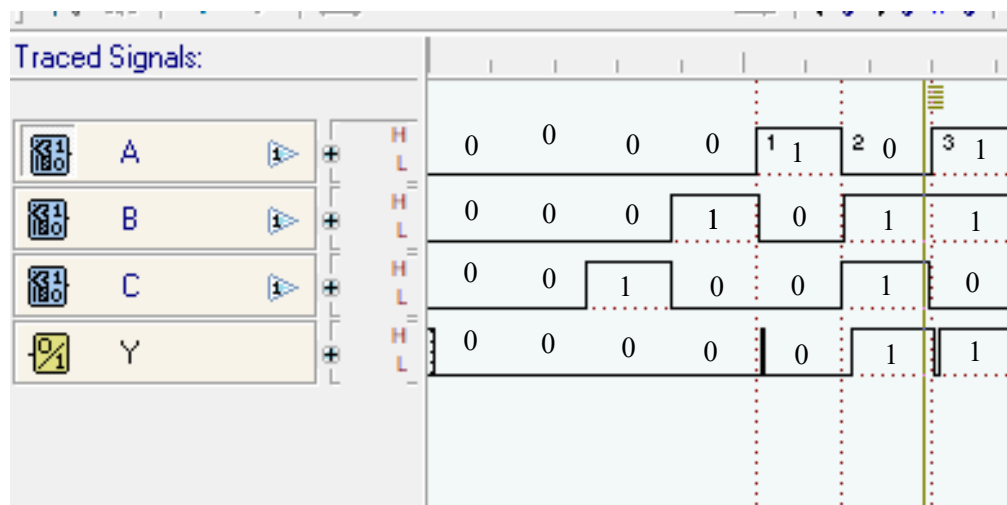 Traced Signals:
A H L 0 0 0 0 1 1 2 0 3 1
B H L 0 0 0 1 0 1 1
C H L 0 0 1 0 0 1 0
Y H L 0 0 0 0 0 1 1